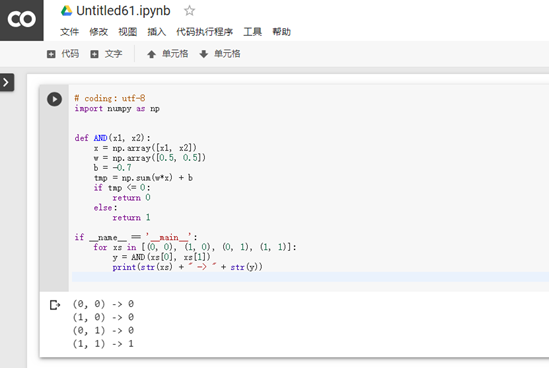 CO
Untitled61.ipynb
文件 修改 视图 插入 代码执行程序 工具 帮助
代码 文字 单元格 单元格
# coding: utf-8
import numpy as np
def AND(x1, x2):
    x = np.array([x1, x2])
    w = np.array([0.5, 0.5])
    b = -0.7
    tmp = np.sum(w*x) + b
    if tmp <= 0:
        return 0
    else:
        return 1
if __name__ == '__main__':
    for xs in [(0, 0), (1, 0), (0, 1), (1, 1)]:
        y = AND(xs[0], xs[1])
        print(str(xs) + " -> " + str(y))
(0, 0) -> 0
(1, 0) -> 0
(0, 1) -> 0
(1, 1) -> 1